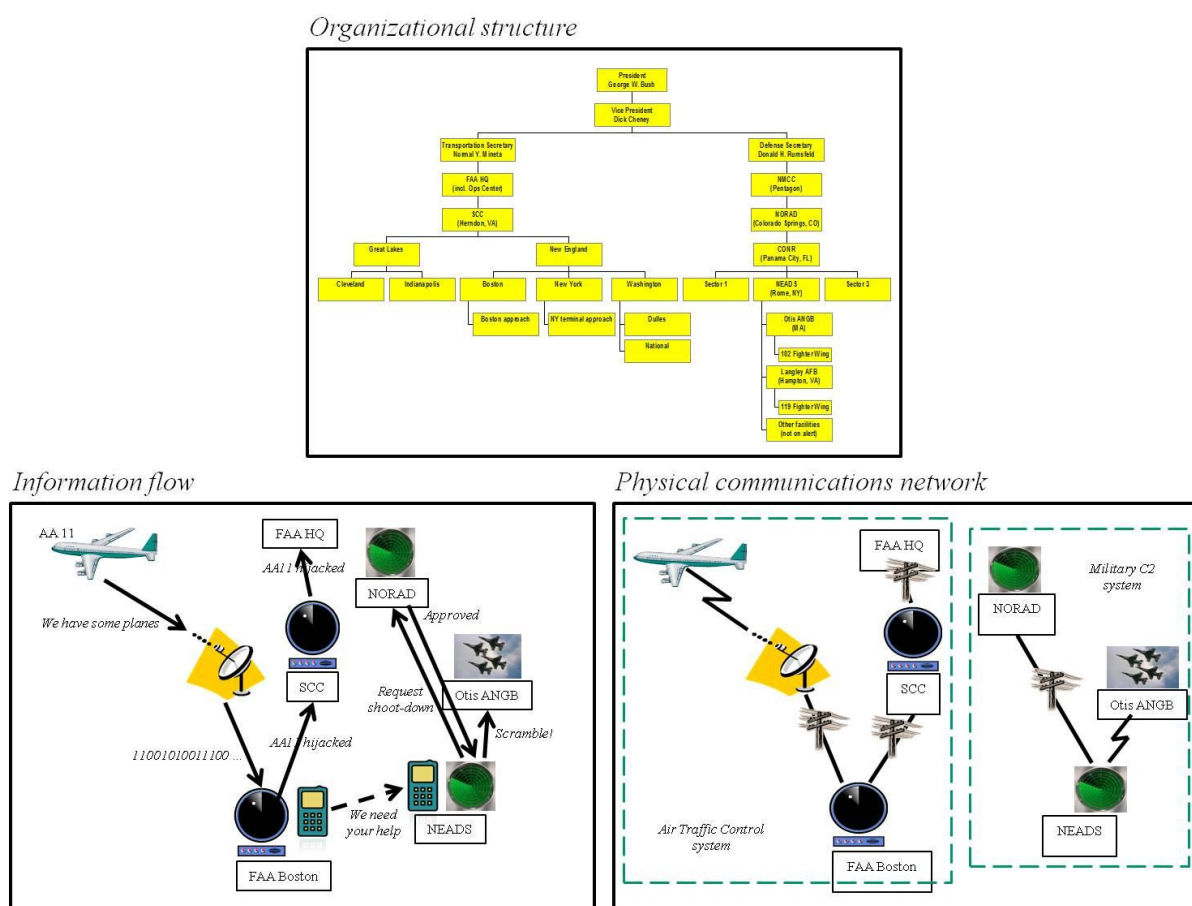 Organizational structure
President
George W. Bush
Vice President
Dick Cheney
Transportation Secretary
Normal Y. Mineta
Defense Secretary
Donald H. Rumsfeld
FAA HQ
(incl. Ops Center)
NMCC
(Pentagon)
SCC
(Herndon, VA)
NORAD
(Colorado Springs, CO)
Great Lakes
New England
CONR
(Panama City, FL)
Cleveland
Indianapolis
Boston
New York
Washington
Sector 1
NEADS
(Rome, NY)
Sector 3
Boston approach
NY terminal approach
Dulles
National
Otis ANGB
(MA)
102 Fighter Wing
Langley AFB
(Hampton, VA)
119 Fighter Wing
Other facilities
(not on alert)
Information flow
AA 11
FAA HQ
AA11 hijacked
NORAD
Approved
We have some planes
SCC
Request
shoot-down
Otis ANGB
Scramble!
11001010011100 ...
AA11 hijacked
We need
your help
NEADS
FAA Boston
Physical communications network
FAA HQ
Military C2
system
NORAD
SCC
Otis ANGB
NEADS
Air Traffic Control
system
FAA Boston